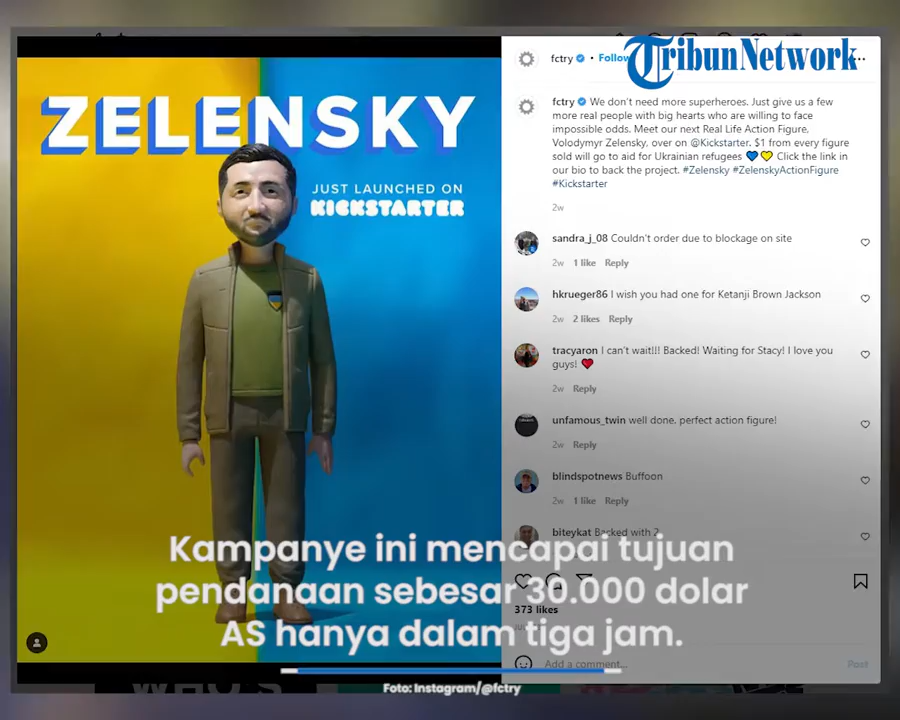 TribunNetwork
ZELENSKY
JUST LAUNCHED ON
KICKSTARTER
fctry • Follow
fctry We don't need more superheroes. Just give us a few
more real people with big hearts who are willing to face
impossible odds. Meet our next Real Life Action Figure,
Volodymyr Zelensky, over on @Kickstarter. $1 from every figure
sold will go to aid for Ukrainian refugees 💙💛 Click the link in
our bio to back the project. #Zelensky #ZelenskyActionFigure
#Kickstarter
2w
sandra_j_08 Couldn't order due to blockage on site
2w 1 like Reply
hkrueger86 I wish you had one for Ketanji Brown Jackson
2w 2 likes Reply
tracyaron I can't wait!!! Backed! Waiting for Stacy! I love you
guys! ❤️
2w Reply
unfamous_twin well done, perfect action figure!
2w Reply
blindspotnews Buffoon
2w 1 like Reply
biteykat Backed with 2
373 likes
Add a comment...
Post
Kampanye ini mencapai tujuan
pendanaan sebesar 30.000 dolar
AS hanya dalam tiga jam.
WHO'S
Foto: Instagram/@fctry